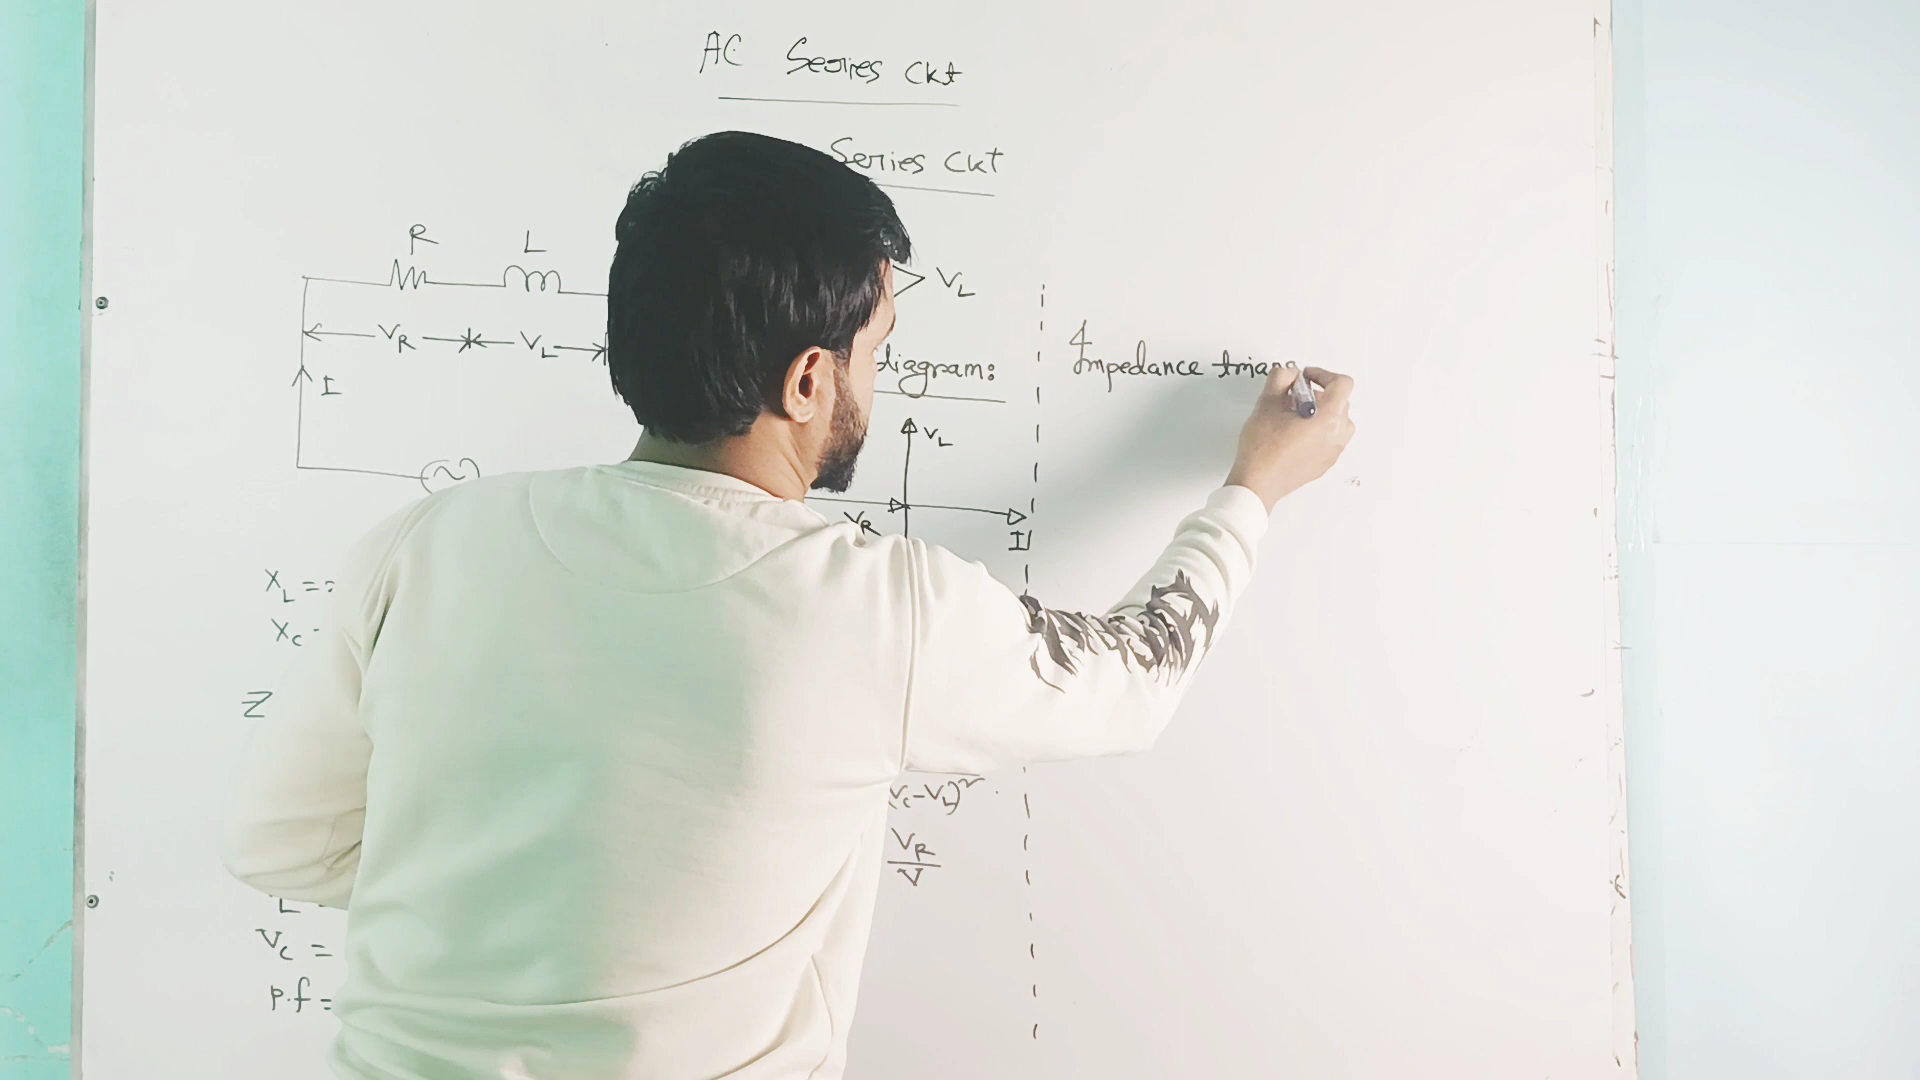 AC Series Ckt
Series Ckt
R L
V_R V_L
I
V_L
diagram:
V_L
V_R
I
X_L =
X_C
Z
L
V_C =
p.f =
V_C-V_L)²
V_R
V
Impedance triang